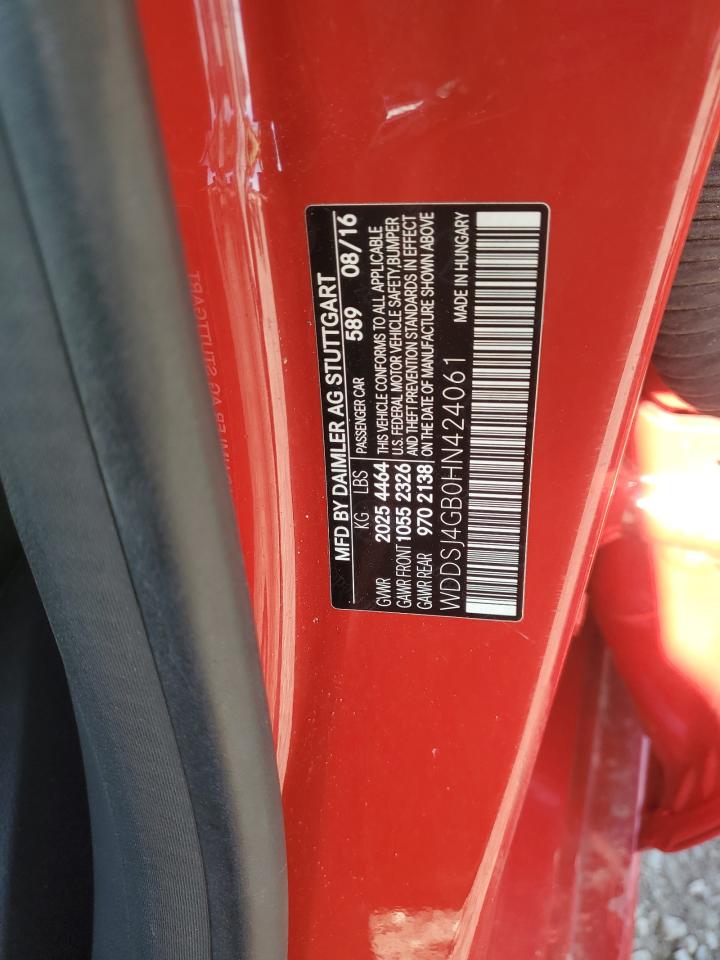 MFD BY DAIMLER AG STUTTGART
KG LBS PASSENGER CAR 589 08/16
GVWR 2025 4464
GAWR FRONT 1055 2326
GAWR REAR 970 2138
THIS VEHICLE CONFORMS TO ALL APPLICABLE
U.S. FEDERAL MOTOR VEHICLE SAFETY,BUMPER
AND THEFT PREVENTION STANDARDS IN EFFECT
ON THE DATE OF MANUFACTURE SHOWN ABOVE
WDDSJ4GB0HN424061 MADE IN HUNGARY